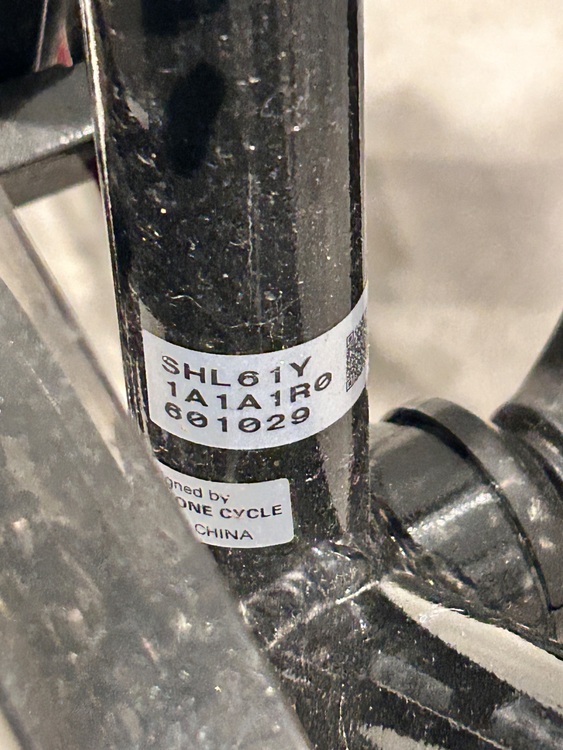 SHL61Y
1A1A1R0
601029
gned by
ONE CYCLE
CHINA